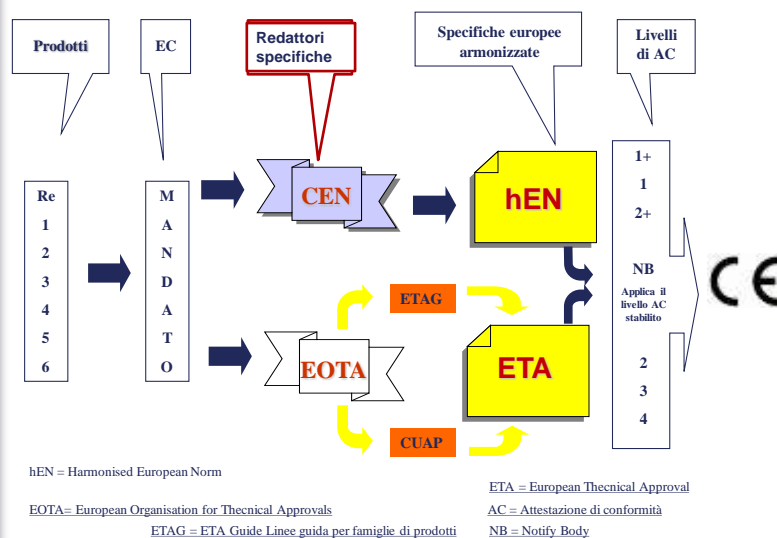 Prodotti
EC
Redattori
specifiche
Specifiche europee
armonizzate
Livelli
di AC
Re
1
2
3
4
5
6
M
A
N
D
A
T
O
CEN
hEN
EOTA
ETAG
CUAP
ETA
1+
1
2+
NB
Applica il
livello AC
stabilito
2
3
4
CE
hEN = Harmonised European Norm
ETA = European Thecnical Approval
EOTA= European Organisation for Thecnical Approvals
AC = Attestazione di conformità
ETAG = ETA Guide Linee guida per famiglie di prodotti
NB = Notify Body